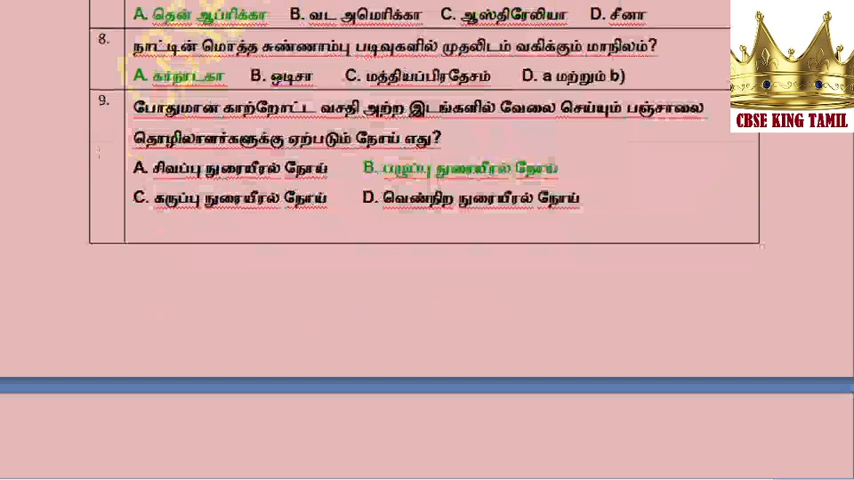 A. தென் ஆப்ரிக்கா B. வட அமெரிக்கா C. ஆஸ்திரேலியா D. சீனா
8. நாட்டின் மொத்த சுண்ணாம்பு படிவுகளில் முதலிடம் வகிக்கும் மாநிலம்?
A. கர்நாடகா B. ஒடிசா C. மத்தியப்பிரதேசம் D. a மற்றும் b)
9. போதுமான காற்றோட்ட வசதி அற்ற இடங்களில் வேலை செய்யும் பஞ்சாலை
தொழிலாளர்களுக்கு ஏற்படும் நோய் எது?
A. சிவப்பு நுரையீரல் நோய் B. பழுப்பு நுரையீரல் நோய்
C. கருப்பு நுரையீரல் நோய் D. வெண்நிற நுரையீரல் நோய்
CBSE KING TAMIL